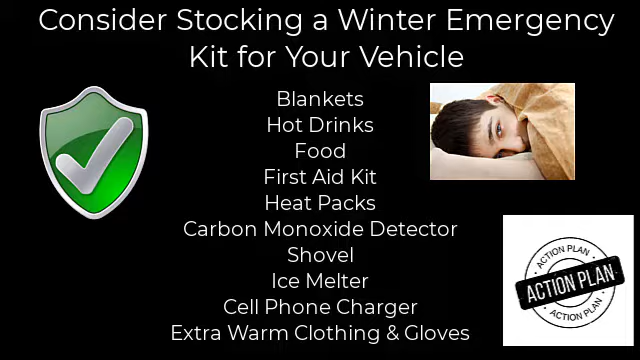 Consider Stocking a Winter Emergency
Kit for Your Vehicle
Blankets
Hot Drinks
Food
First Aid Kit
Heat Packs
Carbon Monoxide Detector
Shovel
Ice Melter
Cell Phone Charger
Extra Warm Clothing & Gloves
ACTION PLAN
ACTION PLAN
ACTION PLAN